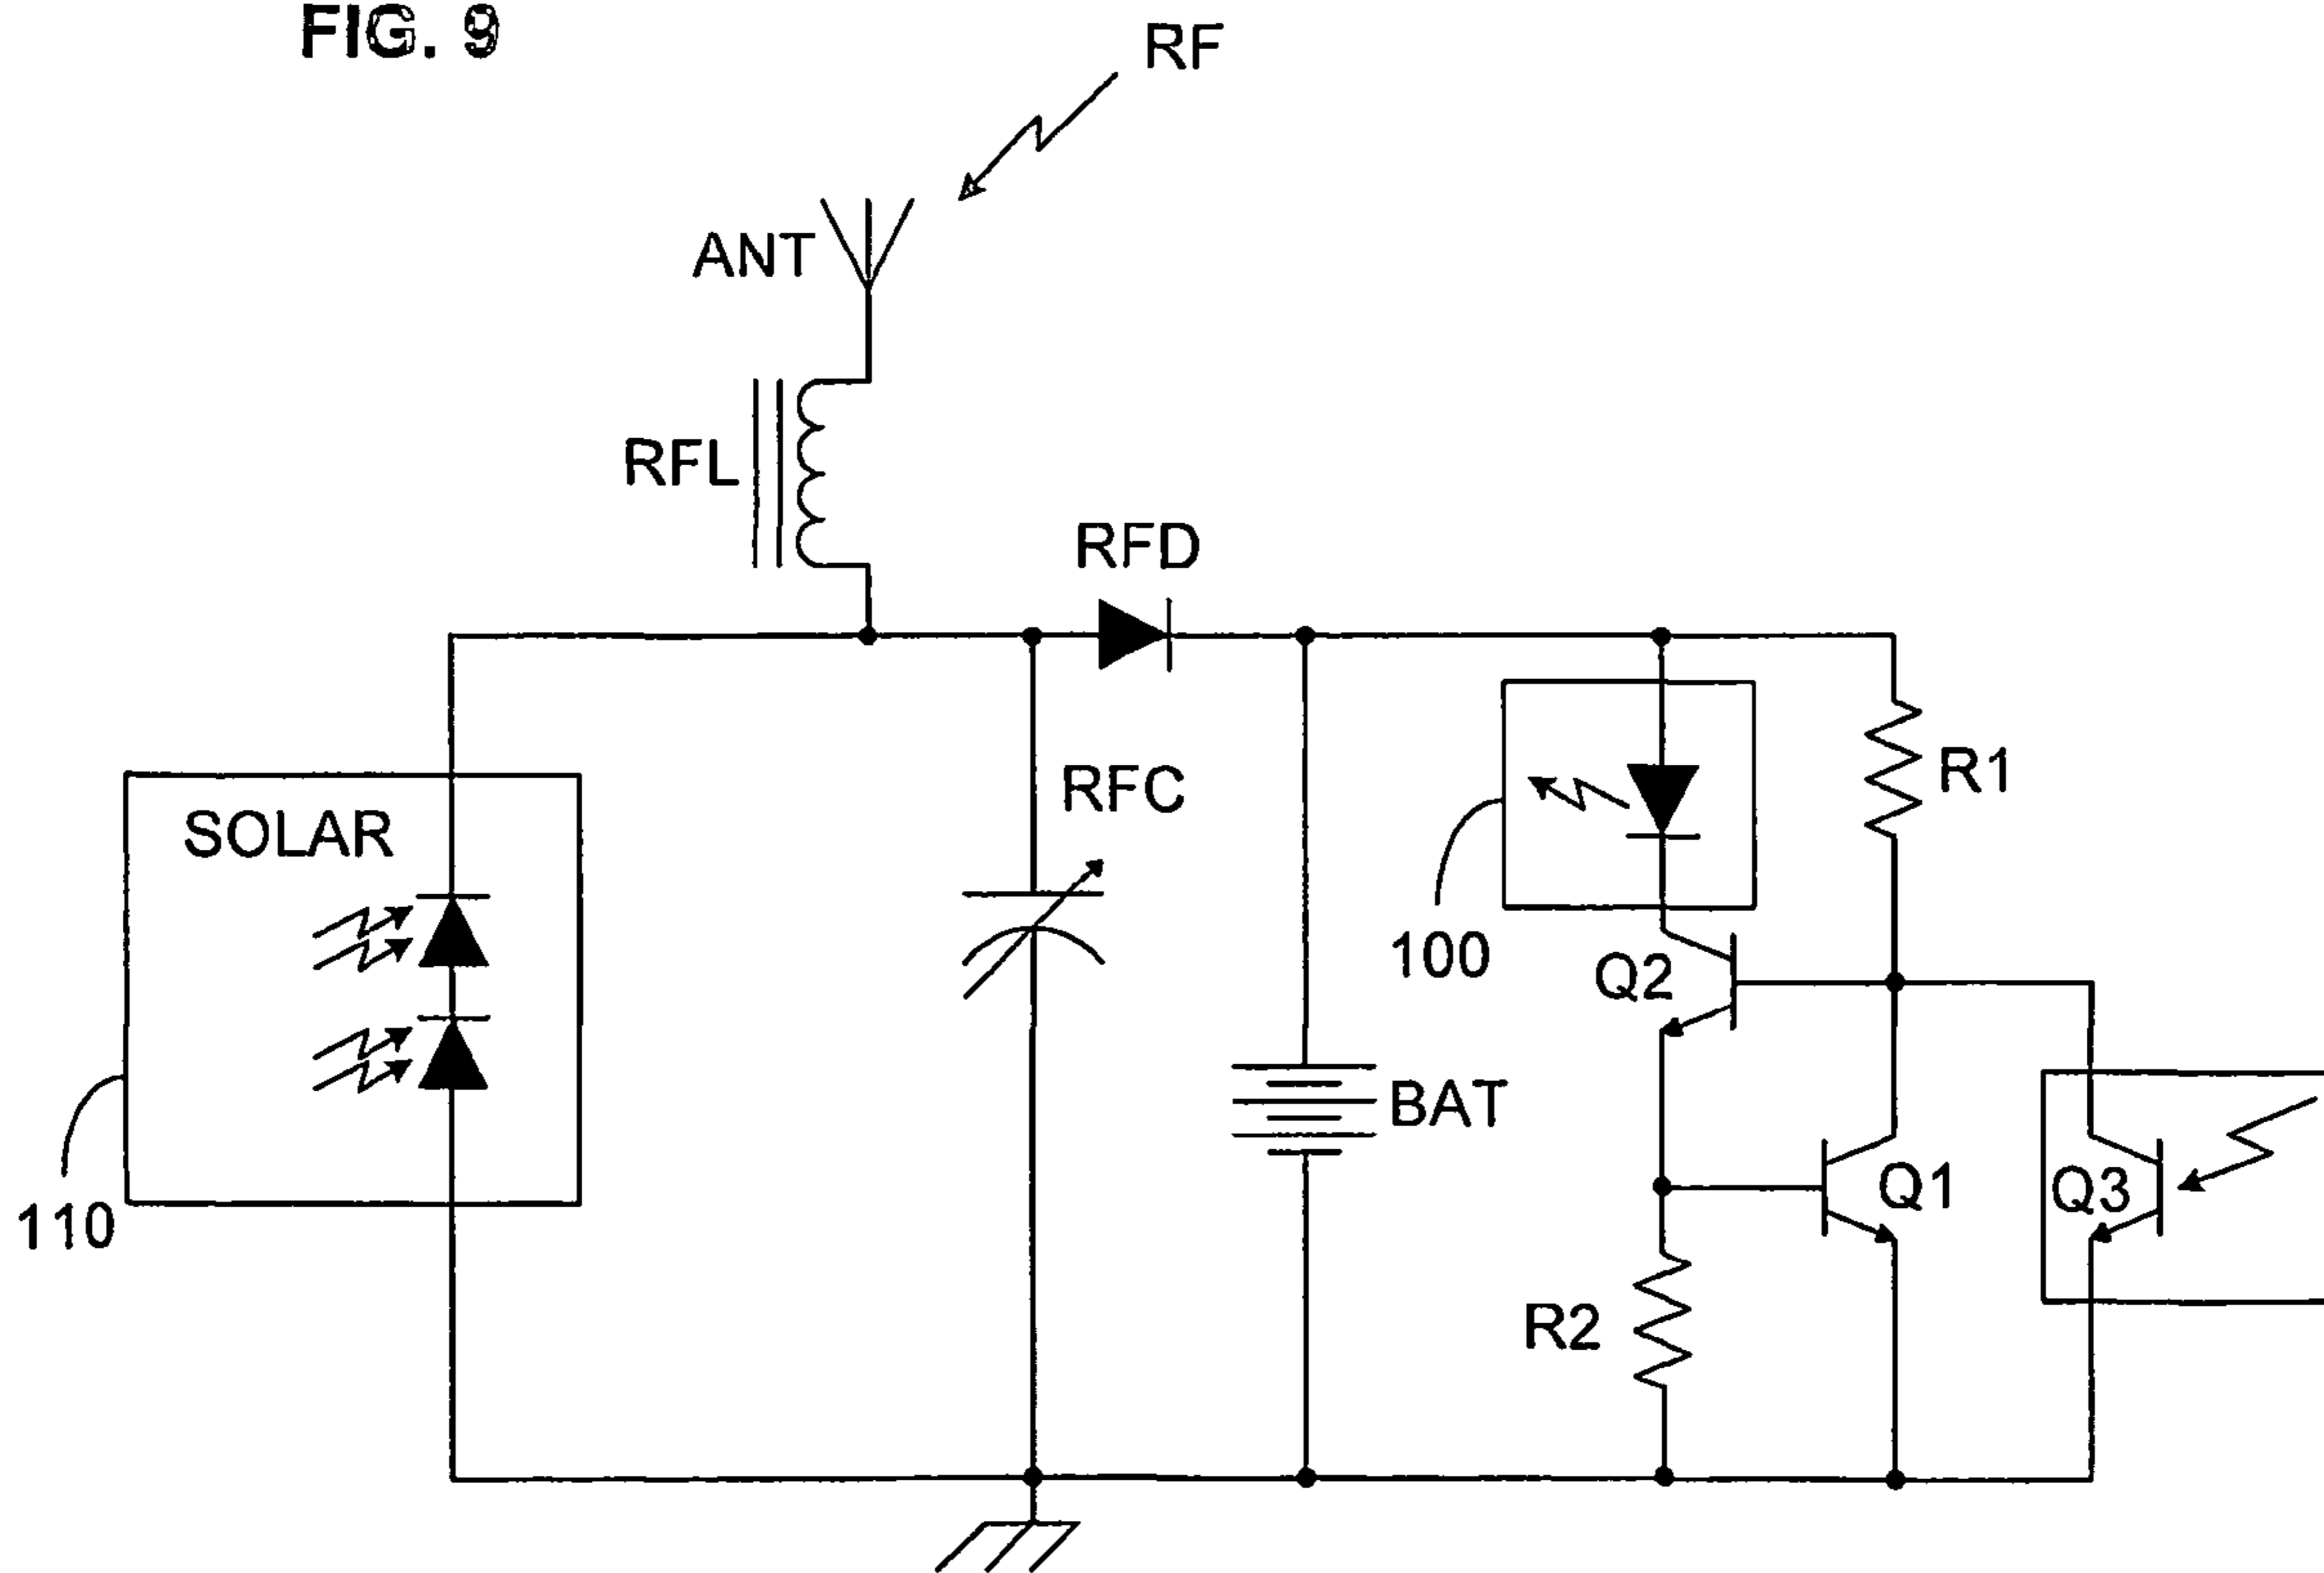 FIG. 9
RF
ANT
RFL
RFD
RFC
SOLAR
R1
100
Q2
BAT
110
Q1
Q3
R2